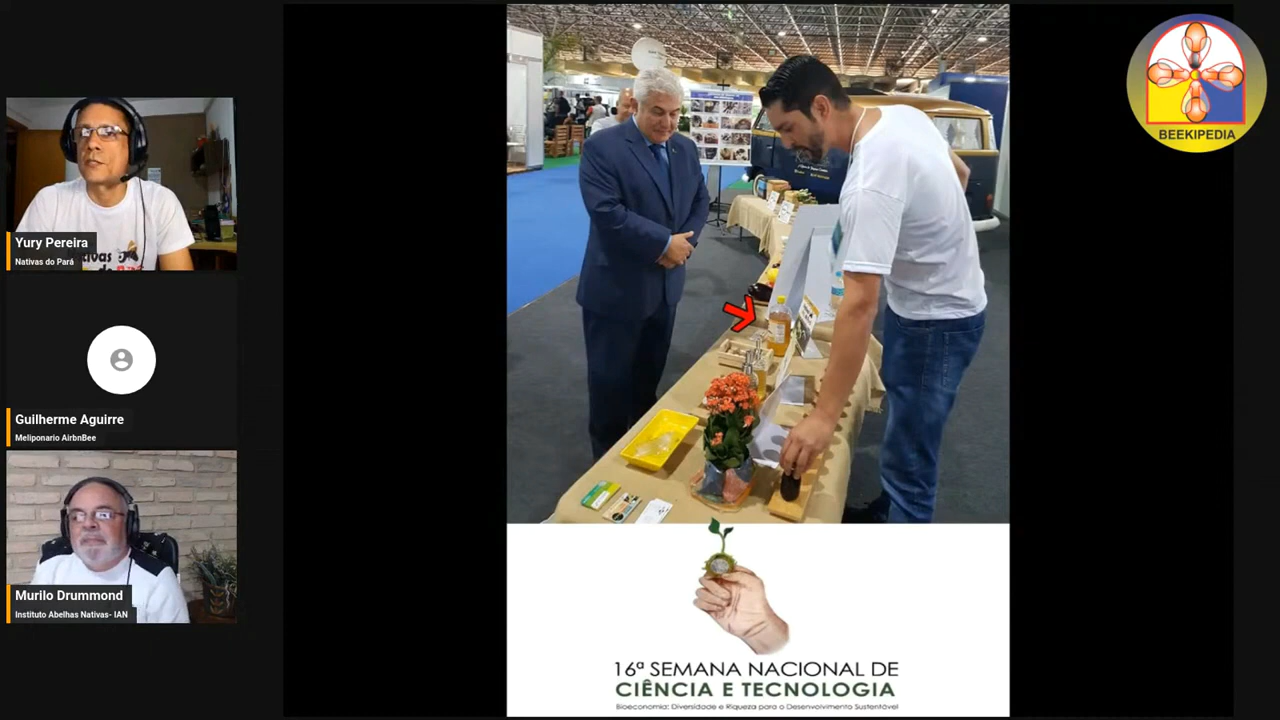 BEEKIPEDIA
Yury Pereira
Nativas do Pará
Guilherme Aguirre
Meliponario AirbnBee
Murilo Drummond
Instituto Abelhas Nativas- IAN
16ª SEMANA NACIONAL DE
CIÊNCIA E TECNOLOGIA
Bioeconomia: Diversidade e Riqueza para o Desenvolvimento Sustentável